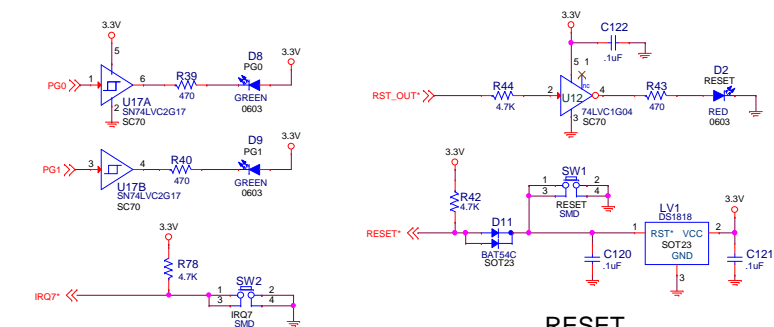 3.3V
5
PG0
1
6
R39
470
D8
PG0
3.3V
U17A
2
SN74LVC2G17
SC70
GREEN
0603
PG1
3
4
R40
470
D9
PG1
3.3V
U17B
SN74LVC2G17
SC70
GREEN
0603
3.3V
R78
4.7K
IRQ7*
SW2
1
2
3
4
IRQ7
SMD
3.3V
C122
.1uF
5
1
nc
RST_OUT*
R44
4.7K
2
U12
4
R43
470
D2
RESET
74LVC1G04
3
SC70
RED
0603
3.3V
R42
4.7K
SW1
1
2
3
4
RESET
SMD
RESET*
D11
BAT54C
SOT23
LV1
DS1818
3.3V
1
RST*
VCC
2
SOT23
GND
3
C120
.1uF
C121
.1uF
RESET